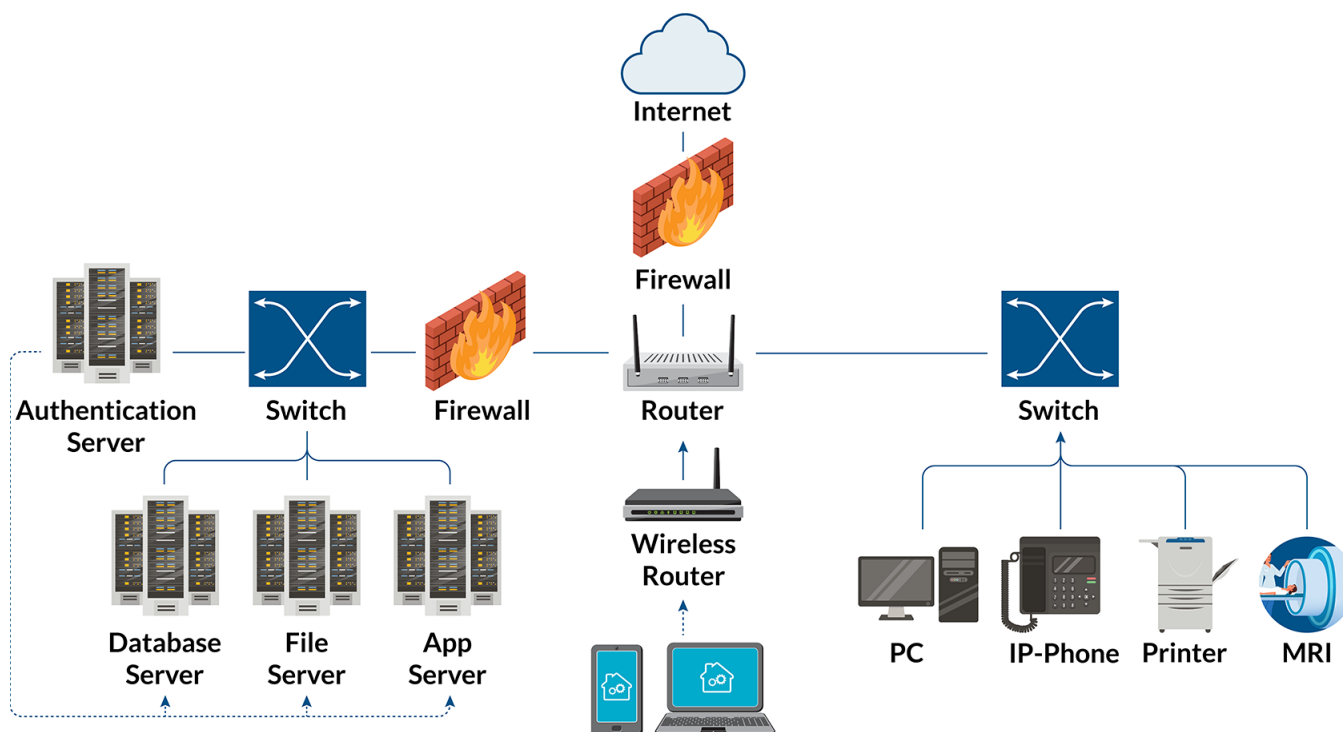 Internet
Firewall
Authentication
Server
Switch
Firewall
Router
Switch
Wireless
Router
Database
Server
File
Server
App
Server
PC
IP-Phone
Printer
MRI